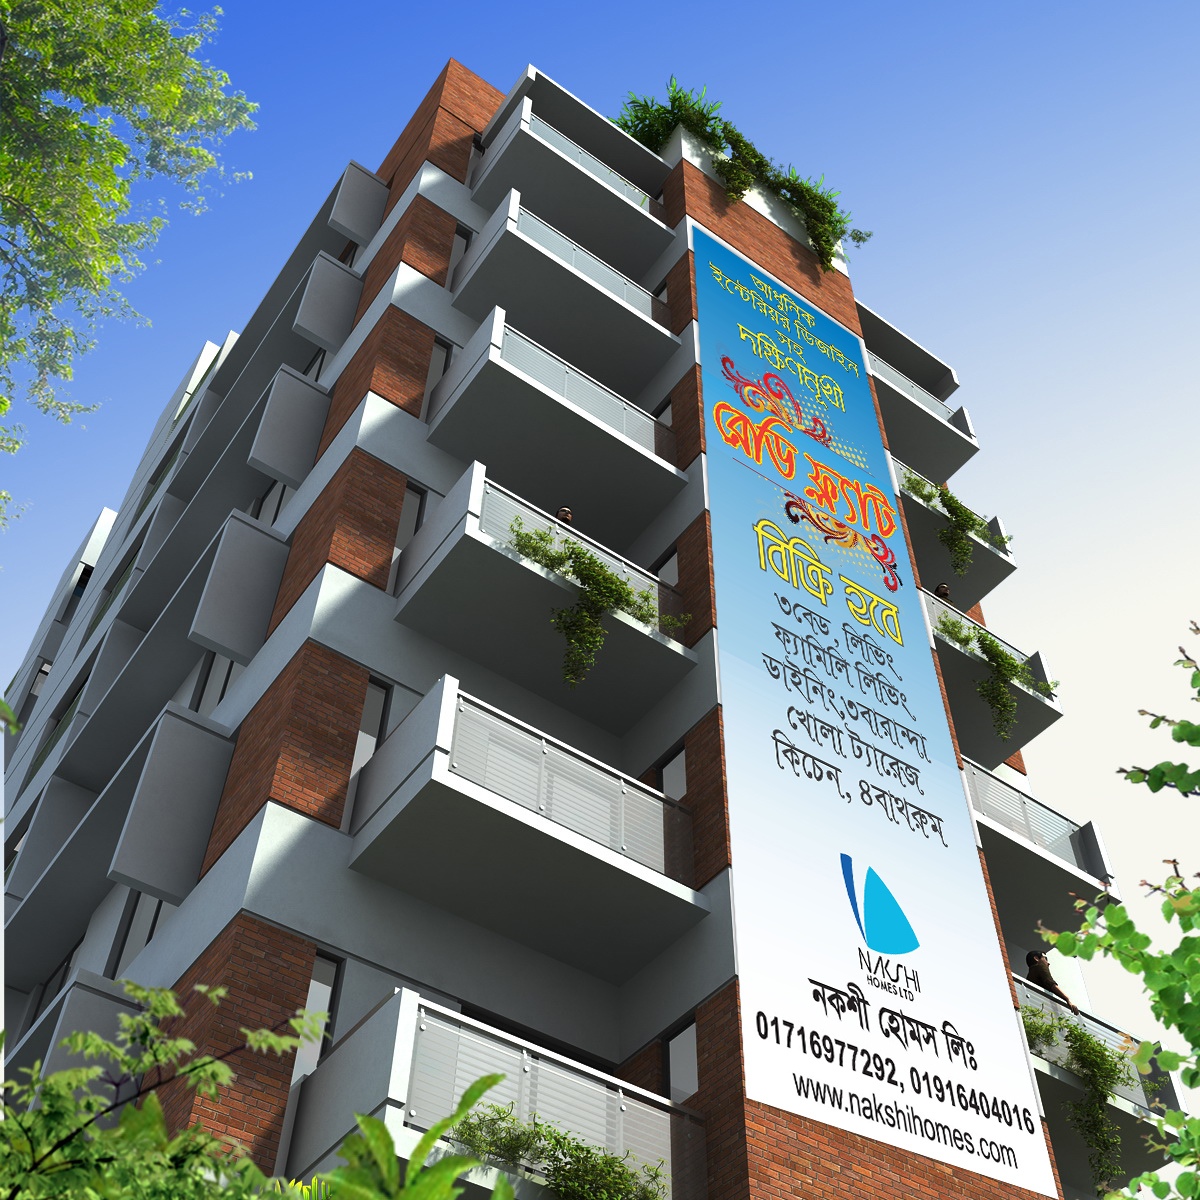 আধুনিক
ইন্টেরিয়র ডিজাইন
সহ
দক্ষিণমূখী
রেডি ফ্ল্যাট
বিক্রি হবে
৩বেড, লিভিং
ফ্যামিলি লিভিং
ডাইনিং,৩বারান্দা
খোলা ট্যারেজ
কিচেন, ৪বাথরুম
NAKSHI
HOMES LTD
নকশী হোমস লিঃ
01716977292, 01916404016
www.nakshihomes.com